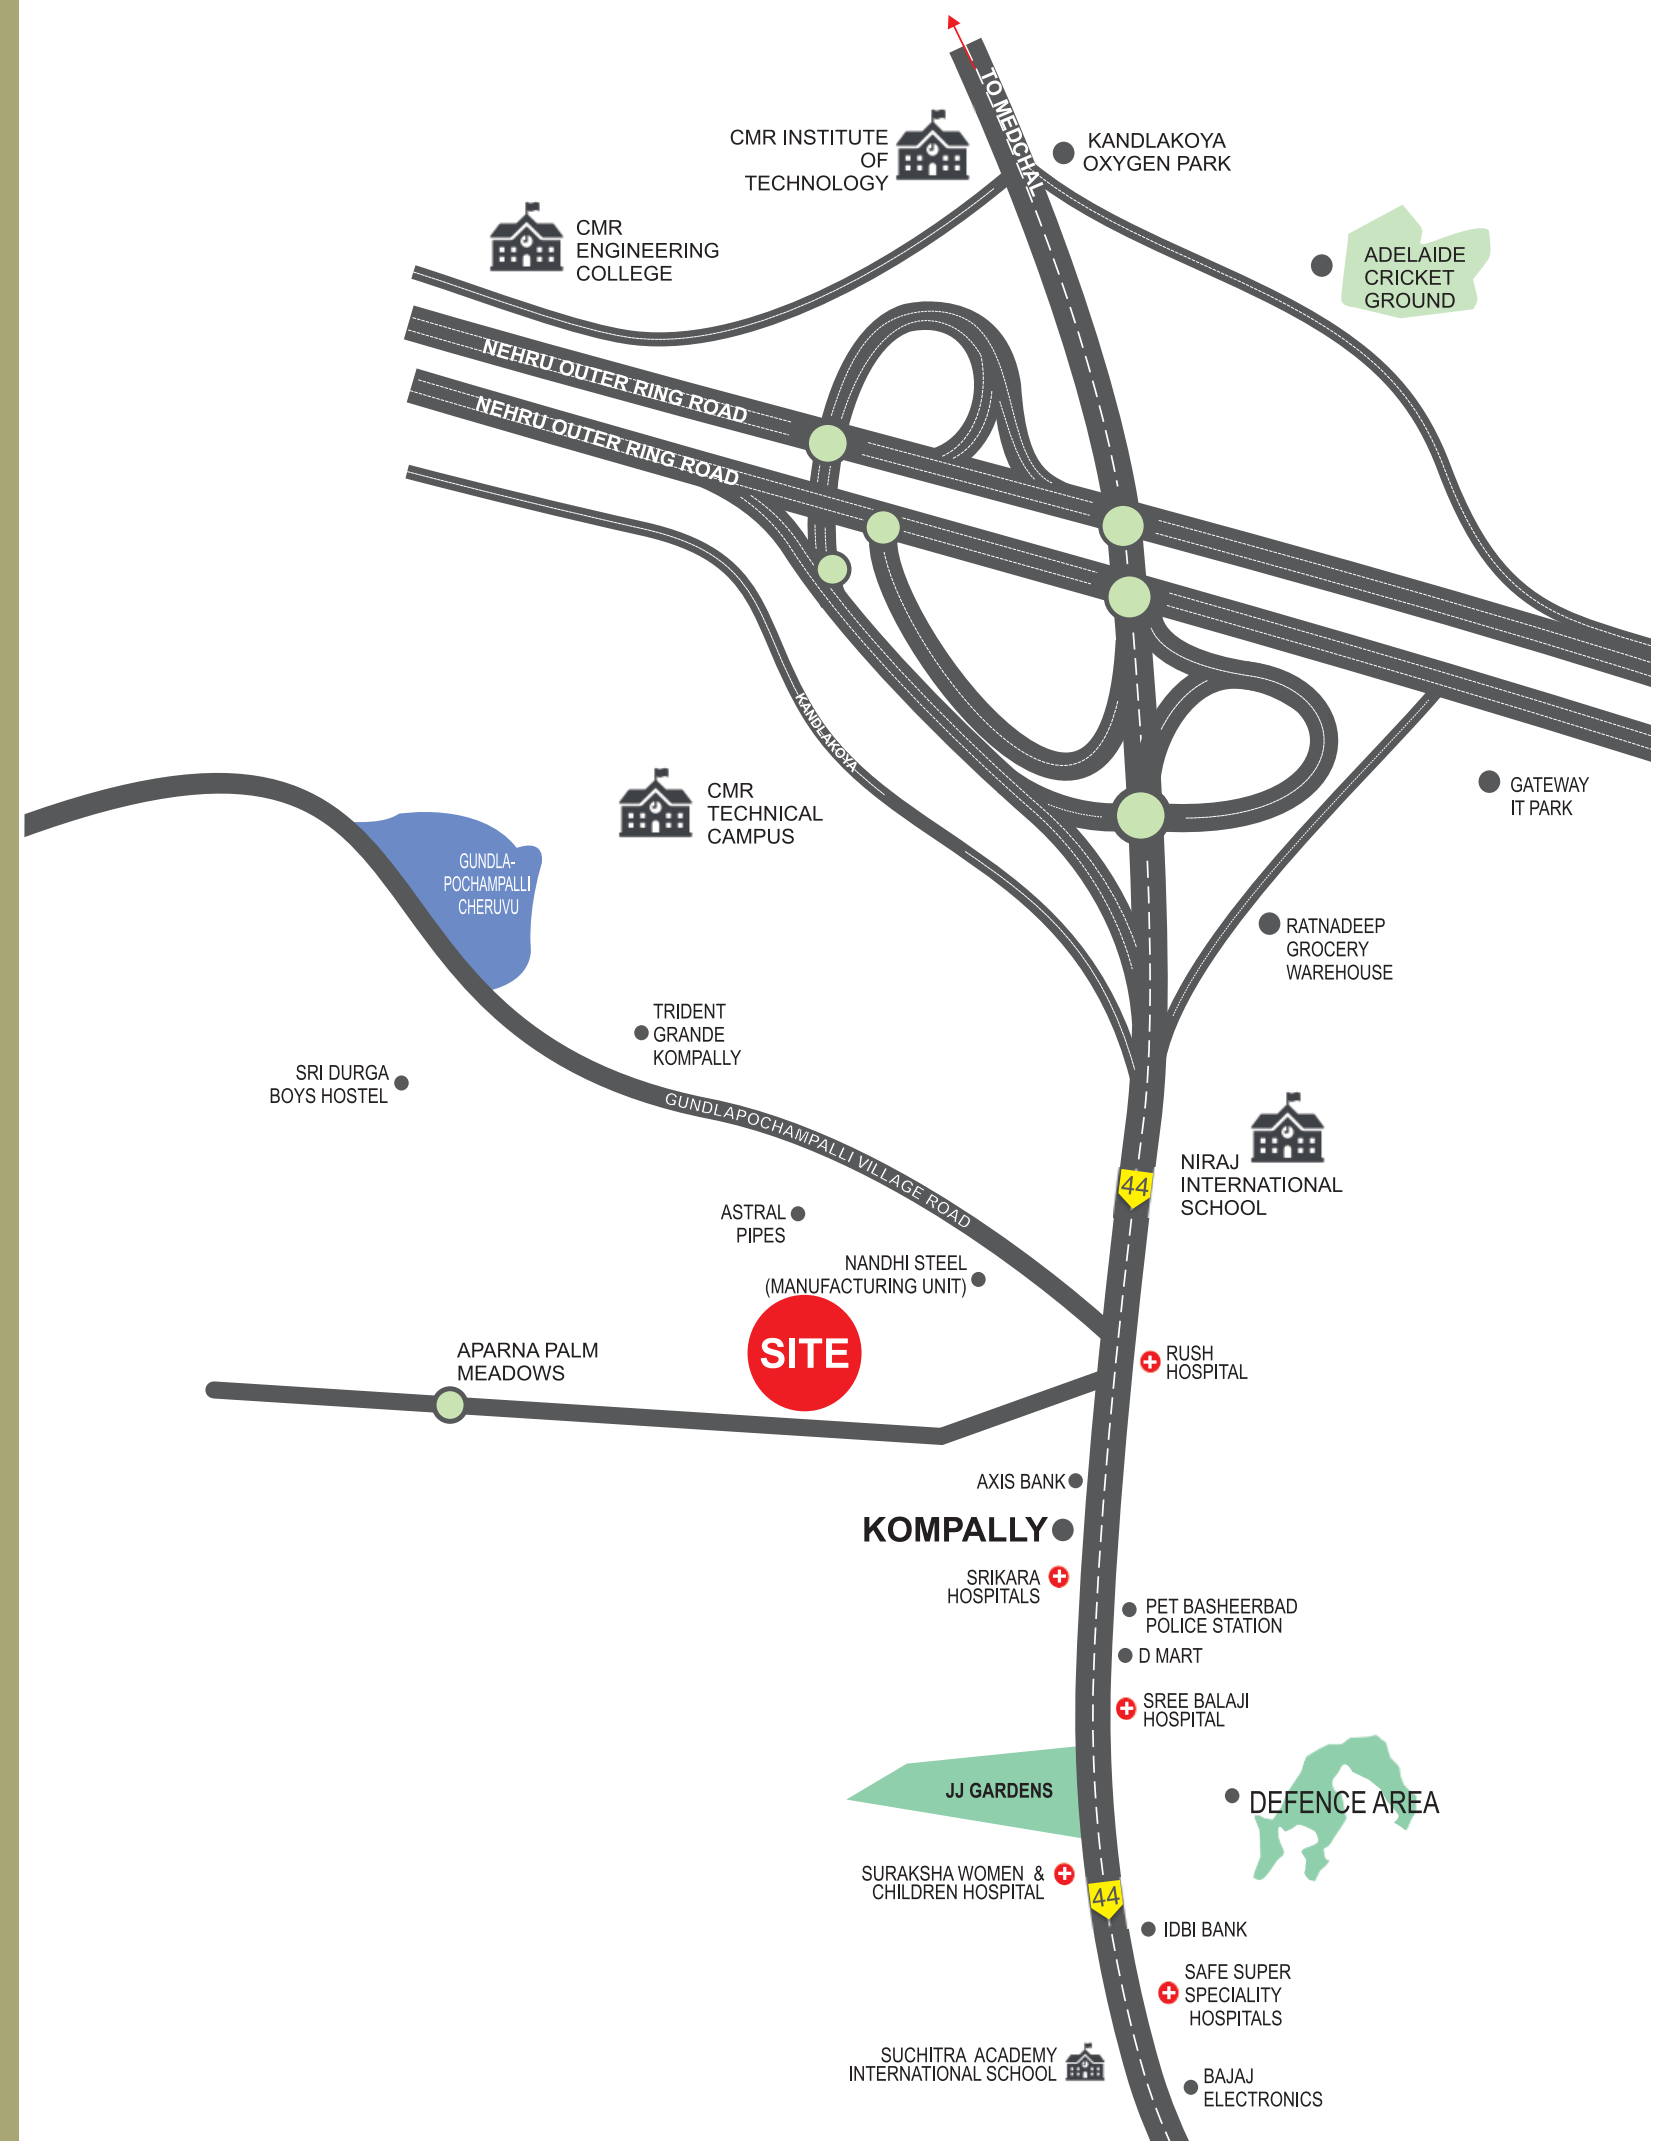 TO MEDCHAL
CMR INSTITUTE
OF
TECHNOLOGY
KANDLAKOYA
OXYGEN PARK
CMR
ENGINEERING
COLLEGE
ADELAIDE
CRICKET
GROUND
NEHRU OUTER RING ROAD
NEHRU OUTER RING ROAD
KANDLAKOYA
CMR
TECHNICAL
CAMPUS
GATEWAY
IT PARK
GUNDLA-
POCHAMPALLI
CHERUVU
RATNADEEP
GROCERY
WAREHOUSE
TRIDENT
GRANDE
KOMPALLY
SRI DURGA
BOYS HOSTEL
GUNDLAPOCHAMPALLI VILLAGE ROAD
NIRAJ
INTERNATIONAL
SCHOOL
44
ASTRAL
PIPES
NANDHI STEEL
(MANUFACTURING UNIT)
SITE
APARNA PALM
MEADOWS
RUSH
HOSPITAL
AXIS BANK
KOMPALLY
SRIKARA
HOSPITALS
PET BASHEERBAD
POLICE STATION
D MART
SREE BALAJI
HOSPITAL
JJ GARDENS
DEFENCE AREA
SURAKSHA WOMEN &
CHILDREN HOSPITAL
44
IDBI BANK
SAFE SUPER
SPECIALITY
HOSPITALS
SUCHITRA ACADEMY
INTERNATIONAL SCHOOL
BAJAJ
ELECTRONICS